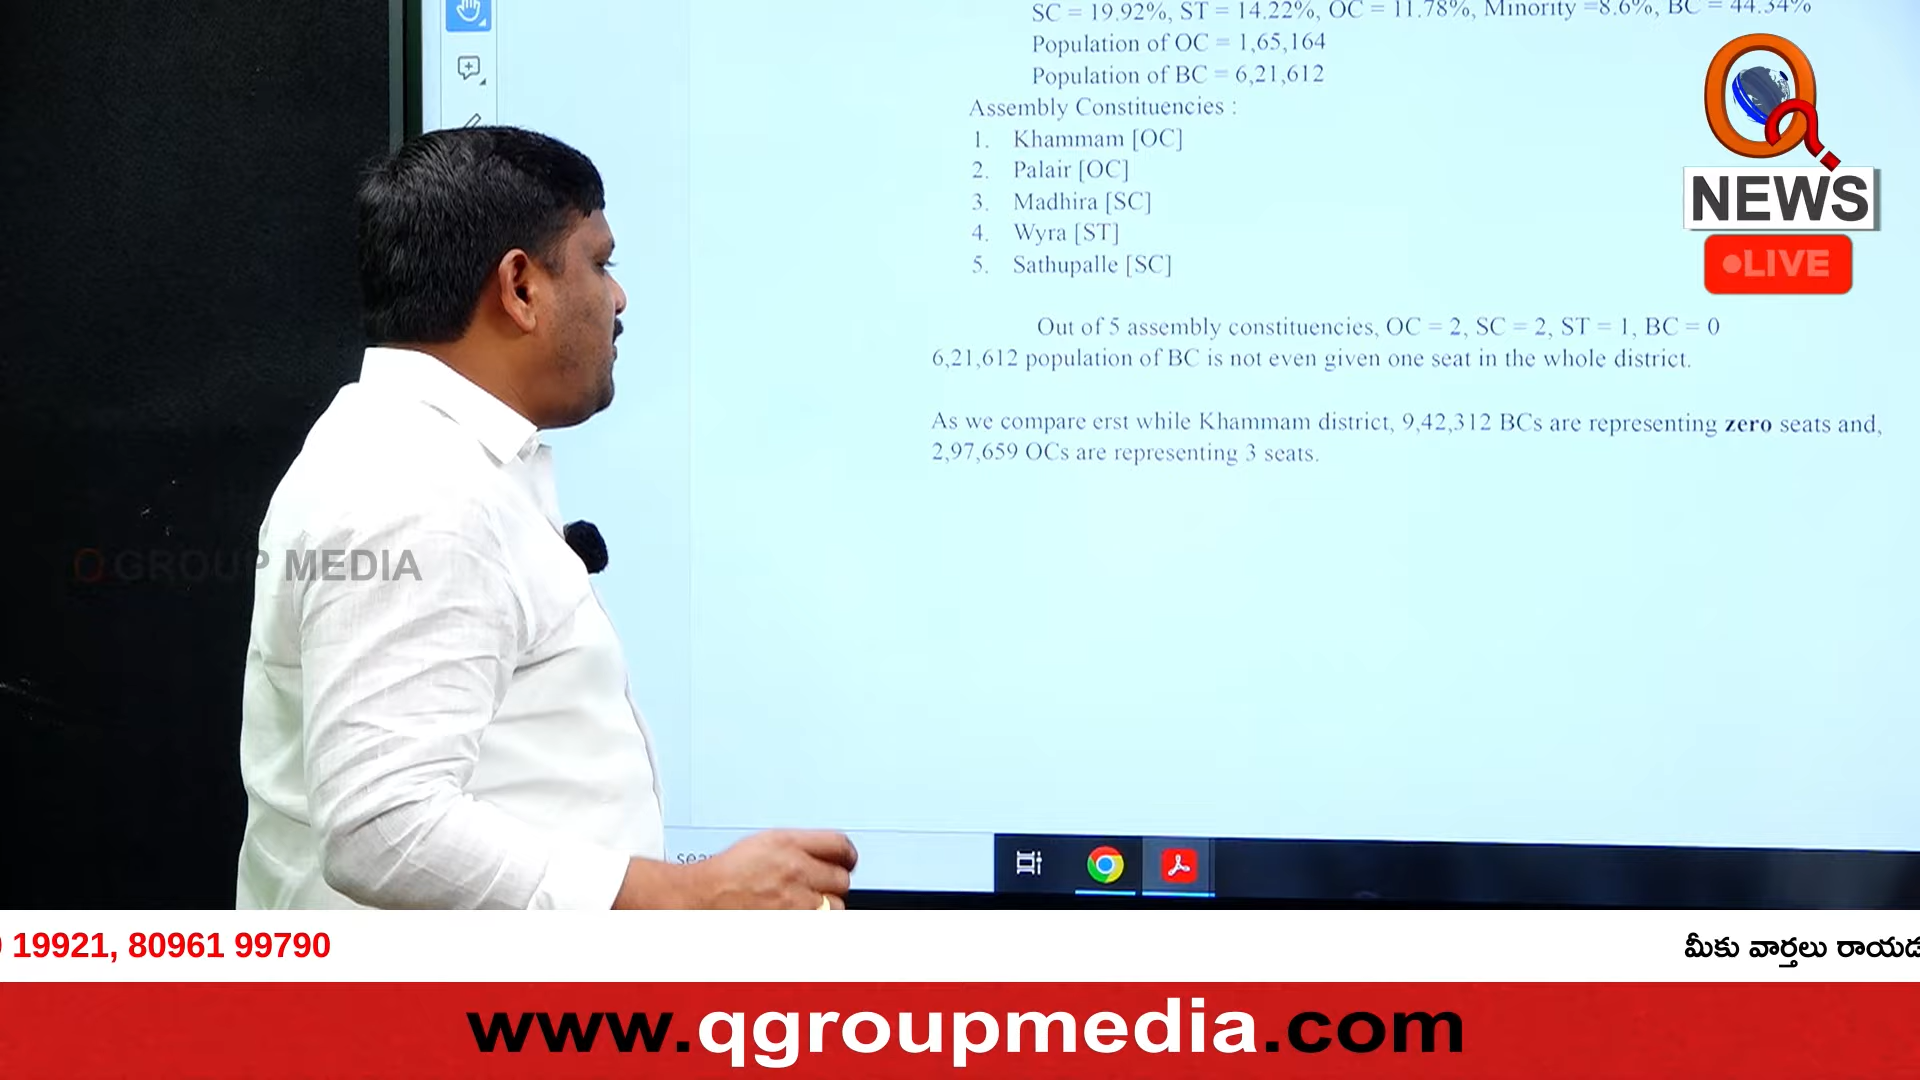 SC = 19.92%, ST = 14.22%, OC = 11.78%, Minority =8.6%, BC = 44.34%
Population of OC = 1,65,164
Population of BC = 6,21,612
Assembly Constituencies :
1. Khammam [OC]
2. Palair [OC]
3. Madhira [SC]
4. Wyra [ST]
5. Sathupalle [SC]
Out of 5 assembly constituencies, OC = 2, SC = 2, ST = 1, BC = 0
6,21,612 population of BC is not even given one seat in the whole district.
As we compare erst while Khammam district, 9,42,312 BCs are representing zero seats and,
2,97,659 OCs are representing 3 seats.
Q
NEWS
LIVE
Q GROUP MEDIA
19921, 80961 99790
మీకు వార్తలు రాయడ
www.qgroupmedia.com